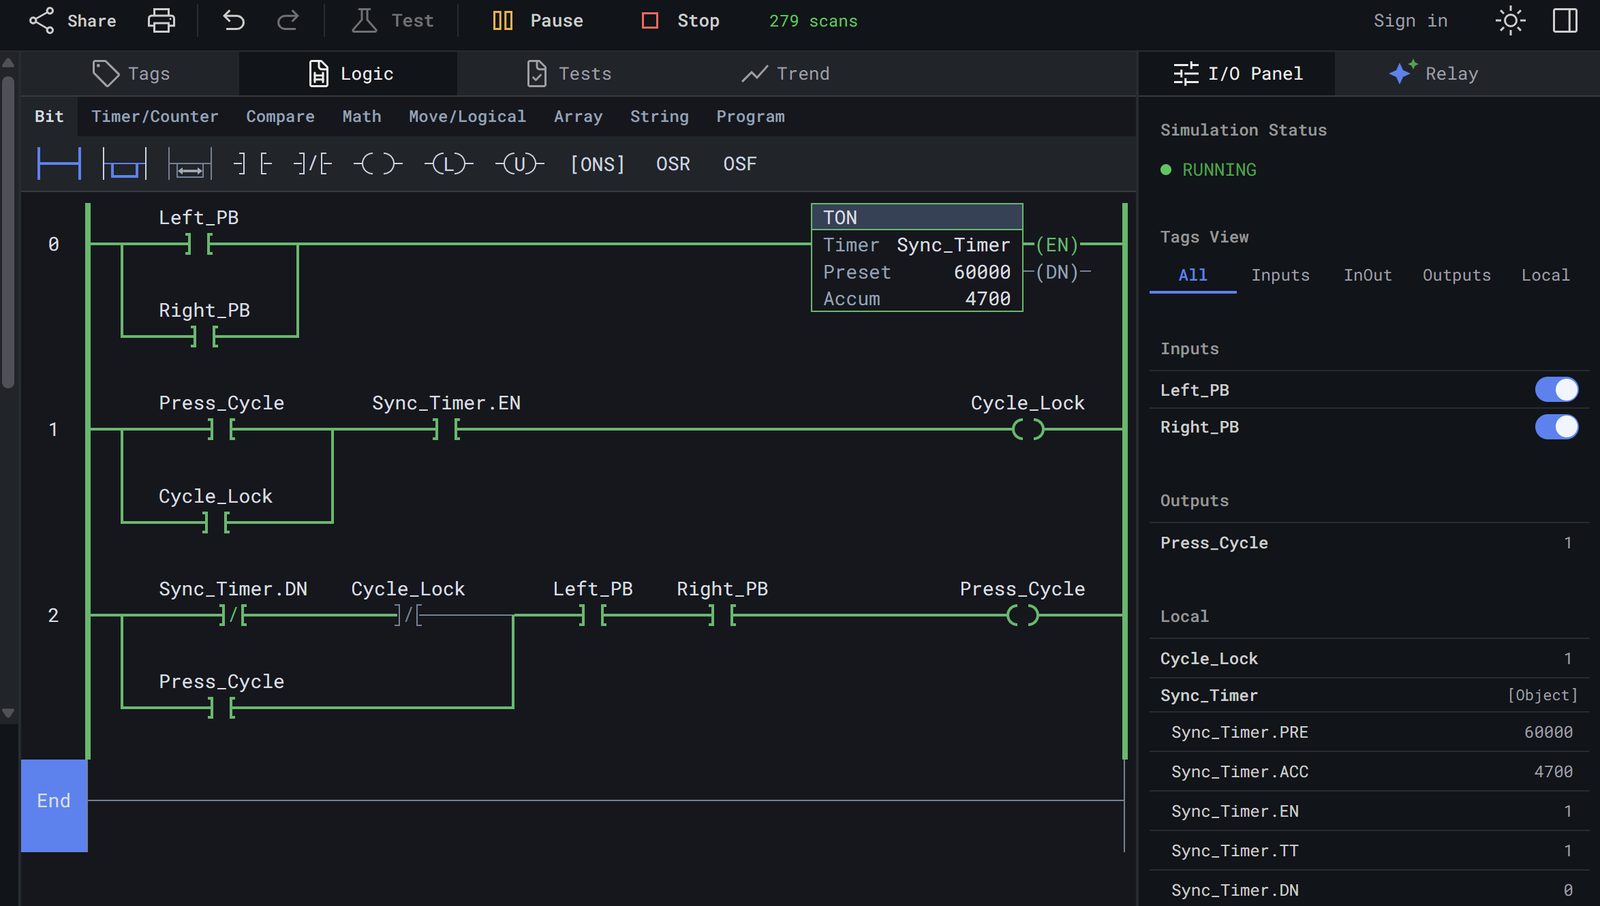 Share Test Pause Stop 279 scans Sign in
Tags Logic Tests Trend I/O Panel Relay
Bit Timer/Counter Compare Math Move/Logical Array String Program
] [ ]/[ ( ) (L) (U) [ONS] OSR OSF
0
Left_PB
Right_PB
TON
Timer Sync_Timer (EN)
Preset 60000 (DN)
Accum 4700
1
Press_Cycle Sync_Timer.EN Cycle_Lock
Cycle_Lock
2
Sync_Timer.DN Cycle_Lock Left_PB Right_PB Press_Cycle
Press_Cycle
End
Simulation Status
RUNNING
Tags View
All Inputs InOut Outputs Local
Inputs
Left_PB
Right_PB
Outputs
Press_Cycle 1
Local
Cycle_Lock 1
Sync_Timer [Object]
Sync_Timer.PRE 60000
Sync_Timer.ACC 4700
Sync_Timer.EN 1
Sync_Timer.TT 1
Sync_Timer.DN 0